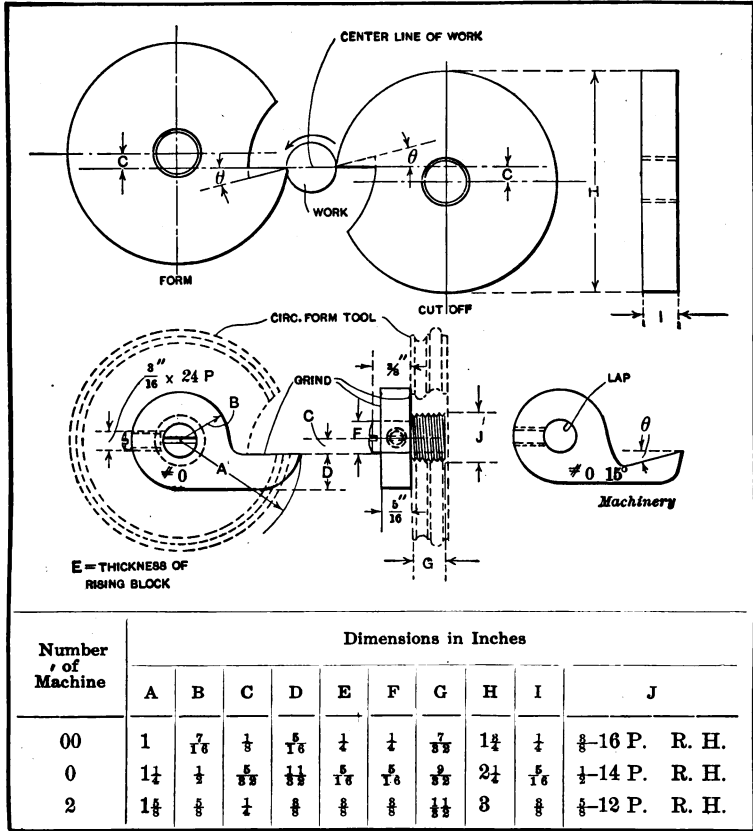 CENTER LINE OF WORK
C
θ
θ
C
H
WORK
FORM
CUT OFF
I
CIRC. FORM TOOL
3/16" x 24 P
GRIND
3/8"
LAP
B
C
F
J
θ
A
D
≠0
≠0 15°
5/16"
Machinery
G
E = THICKNESS OF
RISING BLOCK
Number of Machine
Dimensions in Inches
A B C D E F G H I J
00 1 7/16 1/8 5/16 1/4 1/4 7/32 1 3/4 1/4 3/8-16 P. R. H.
0 1 1/4 1/2 5/32 11/32 5/16 5/16 9/32 2 1/4 5/16 1/2-14 P. R. H.
2 1 5/8 5/8 1/4 3/8 3/8 3/8 11/32 3 3/8 5/8-12 P. R. H.